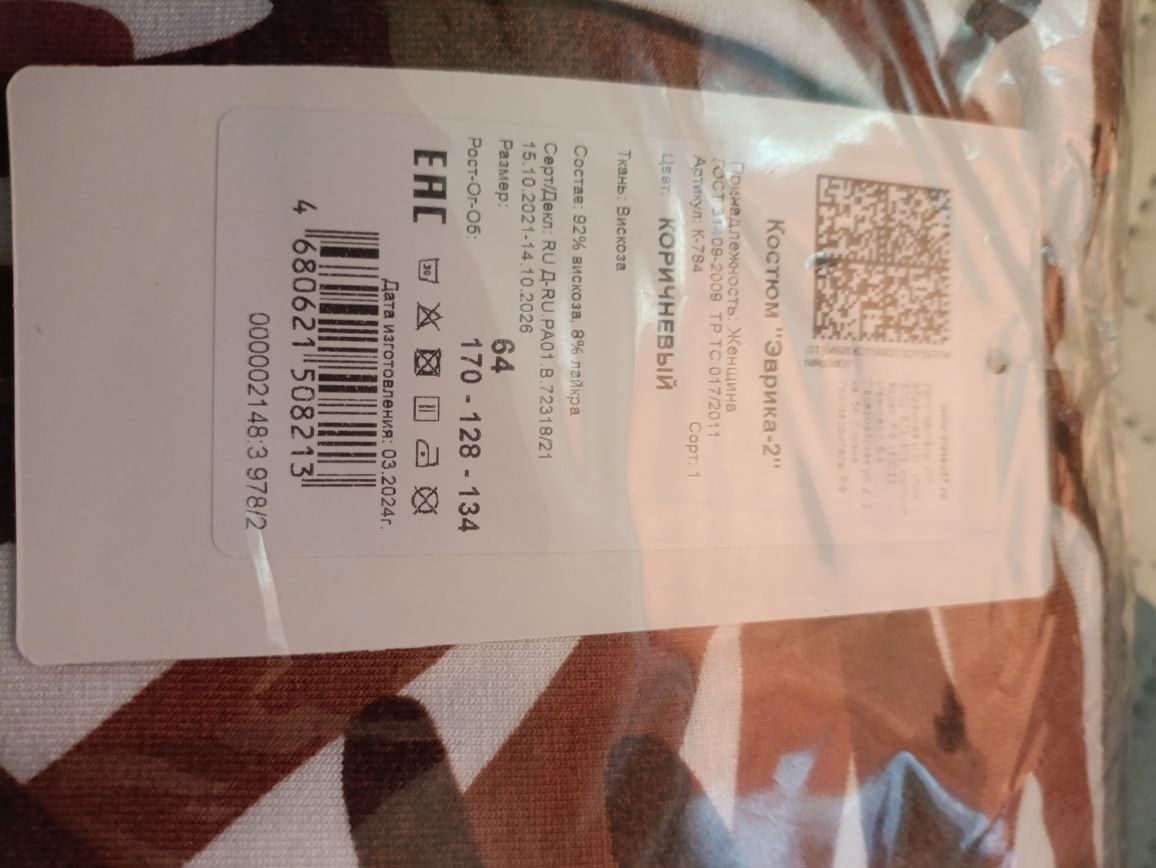 Костюм "Эврика-2"
Принадлежность: Женщина
ГОСТ 31409-2009 ТР ТС 017/2011
Артикул: К-784 Сорт: 1
Цвет: КОРИЧНЕВЫЙ
Ткань: Вискоза
Состав: 92% вискоза, 8% лайкра
Серт/Декл: RU Д-RU.РА01.В.72318/21
15.10.2021-14.10.2026
Размер: 64
Рост-Ог-Об: 170 - 128 - 134
EAC 30
Дата изготовления: 03.2024г.
4 680621 508213
000002148:3 978/2